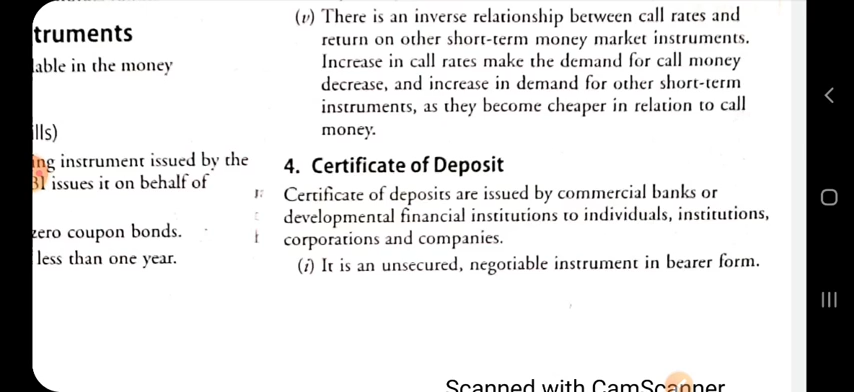 truments
lable in the money
ills)
ing instrument issued by the
issues it on behalf of
zero coupon bonds.
less than one year.
(v) There is an inverse relationship between call rates and
return on other short-term money market instruments.
Increase in call rates make the demand for call money
decrease, and increase in demand for other short-term
instruments, as they become cheaper in relation to call
money.
4. Certificate of Deposit
Certificate of deposits are issued by commercial banks or
developmental financial institutions to individuals, institutions,
corporations and companies.
(i) It is an unsecured, negotiable instrument in bearer form.
Scanned with CamScanner